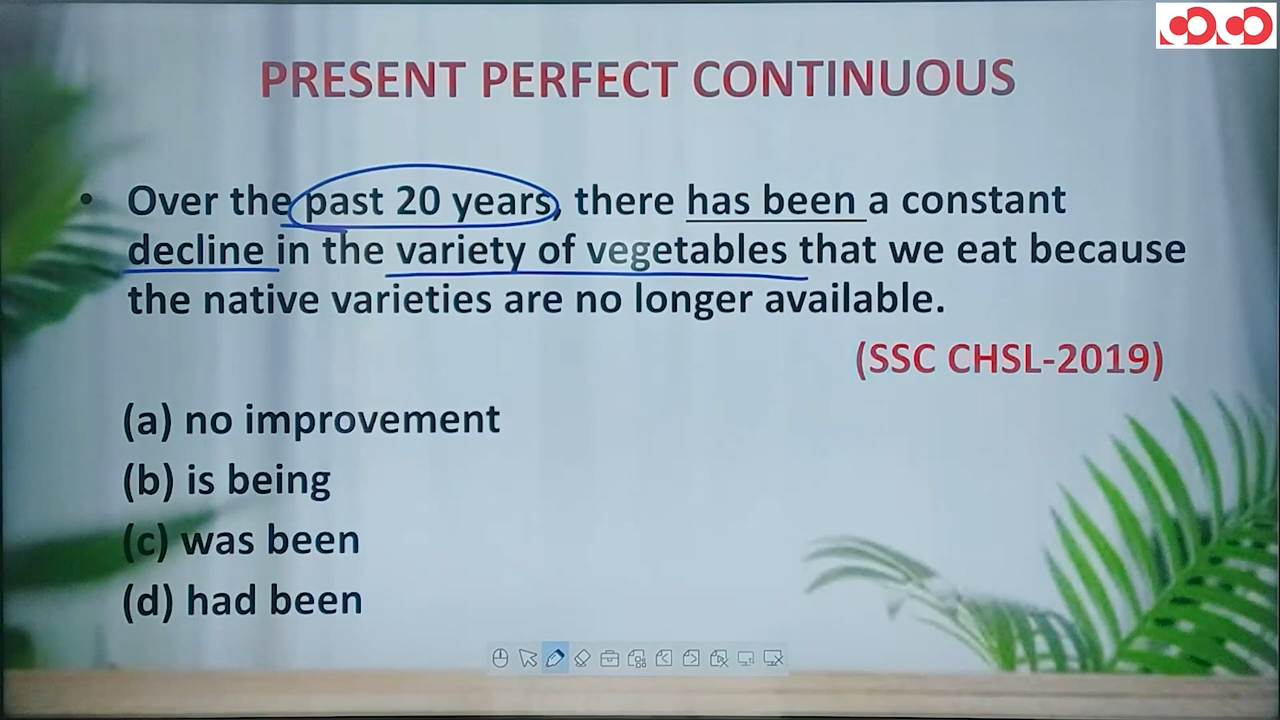 PRESENT PERFECT CONTINUOUS
• Over the past 20 years, there has been a constant
decline in the variety of vegetables that we eat because
the native varieties are no longer available.
(SSC CHSL-2019)
(a) no improvement
(b) is being
(c) was been
(d) had been